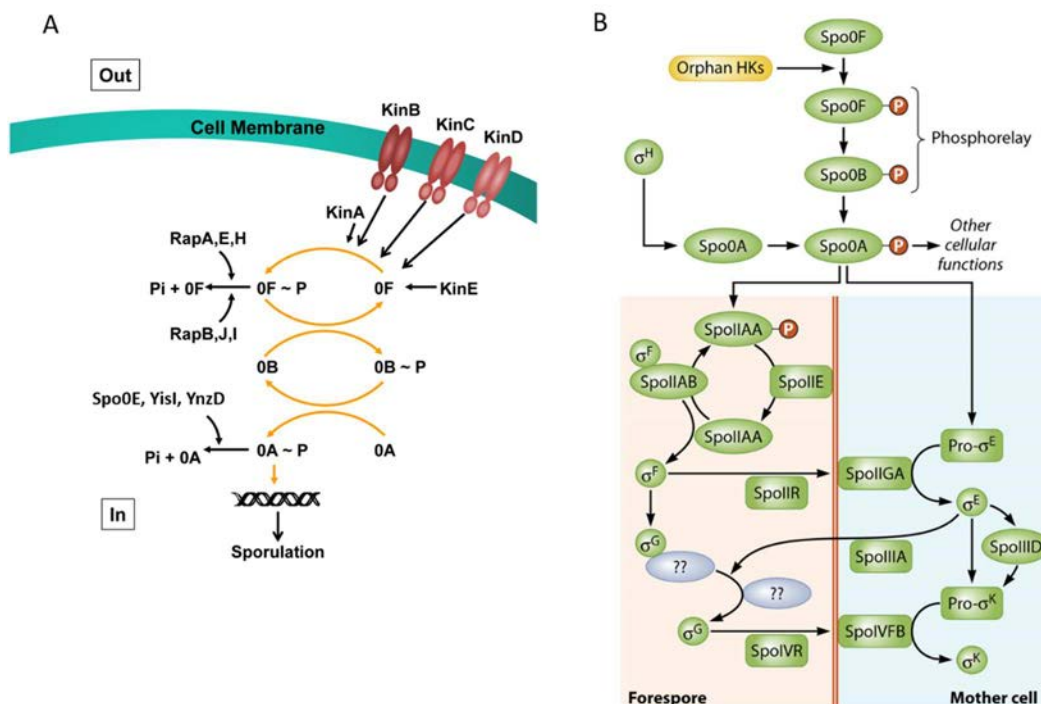 A
Out
Cell Membrane
KinB
KinC
KinD
KinA
RapA,E,H
Pi + 0F
0F ~ P
0F
KinE
RapB,J,I
0B
0B ~ P
Spo0E, YisI, YnzD
Pi + 0A
0A ~ P
0A
In
Sporulation
B
Spo0F
Orphan HKs
Spo0F
P
Phosphorelay
Spo0B
P
σH
Spo0A
Spo0A
P
Other
cellular
functions
SpoIIAA
P
σF
SpoIIAB
SpoIIE
SpoIIAA
Pro-σE
σF
SpoIIR
SpoIIGA
σE
σG
??
SpoIIIA
SpoIIID
??
Pro-σK
σG
SpoIVR
SpoIVFB
σK
Forespore
Mother cell